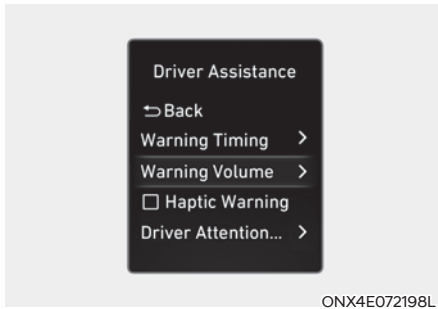 Driver Assistance
⮌Back
Warning Timing >
Warning Volume >
☐ Haptic Warning
Driver Attention... >
ONX4E072198L